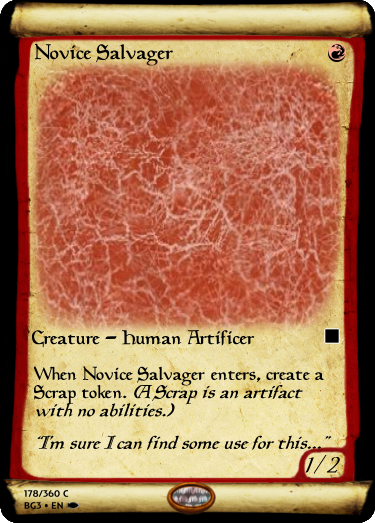 Novice Salvager
Creature – Human Artificer
When Novice Salvager enters, create a
Scrap token. (A Scrap is an artifact
with no abilities.)
"I'm sure I can find some use for this..."
1/2
178/360 C
BG3 • EN